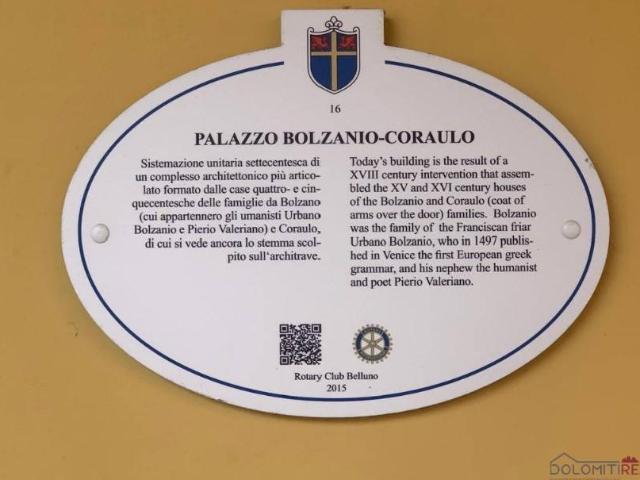 16
PALAZZO BOLZANIO-CORAULO
Sistemazione unitaria settecentesca di
un complesso architettonico più artico-
lato formato dalle case quattro- e cin-
quecentesche delle famiglie da Bolzano
(cui appartennero gli umanisti Urbano
Bolzanio e Pierio Valeriano) e Coraulo,
di cui si vede ancora lo stemma scol-
pito sull'architrave.
Today's building is the result of a
XVIII century intervention that assem-
bled the XV and XVI century houses
of the Bolzanio and Coraulo (coat of
arms over the door) families. Bolzanio
was the family of the Franciscan friar
Urbano Bolzanio, who in 1497 publis-
hed in Venice the first European greek
grammar, and his nephew the humanist
and poet Pierio Valeriano.
Rotary Club Belluno
2015
DOLOMITIRE